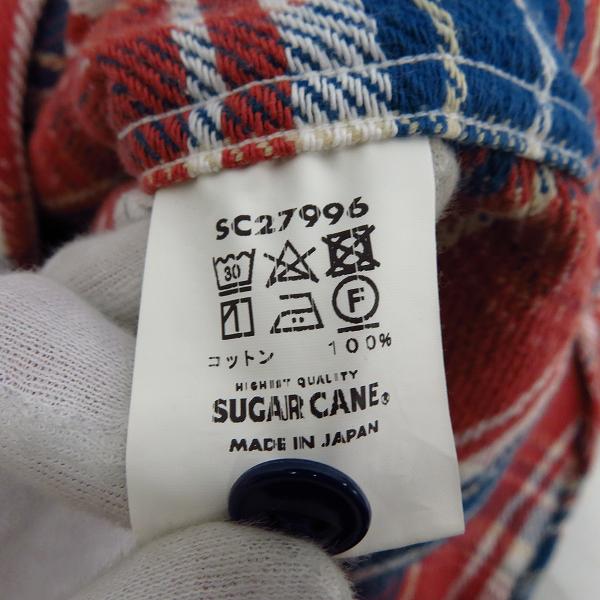 SC27996
30
F
コットン 100%
HIGHEST QUALITY
SUGAR CANE®
MADE IN JAPAN